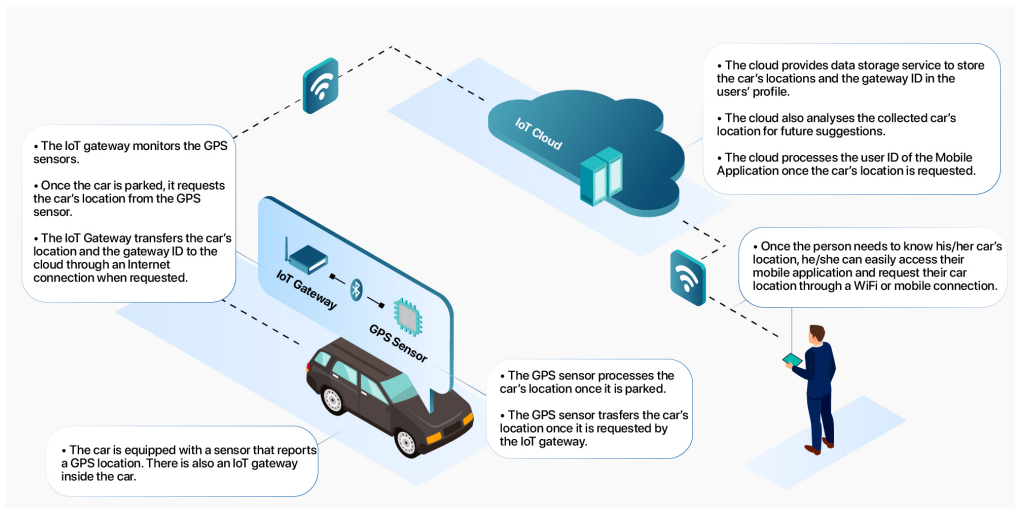 • The IoT gateway monitors the GPS
sensors.
• Once the car is parked, it requests
the car's location from the GPS
sensor.
• The IoT Gateway transfers the car's
location and the gateway ID to the
cloud through an Internet
connection when requested.
IoT Cloud
• The cloud provides data storage service to store
the car's locations and the gateway ID in the
users' profile.
• The cloud also analyses the collected car's
location for future suggestions.
• The cloud processes the user ID of the Mobile
Application once the car's location is requested.
• Once the person needs to know his/her car's
location, he/she can easily access their
mobile application and request their car
location through a WiFi or mobile connection.
IoT Gateway
GPS Sensor
• The GPS sensor processes the
car's location once it is parked.
• The GPS sensor trasfers the car's
location once it is requested by
the IoT gateway.
• The car is equipped with a sensor that reports
a GPS location. There is also an IoT gateway
inside the car.